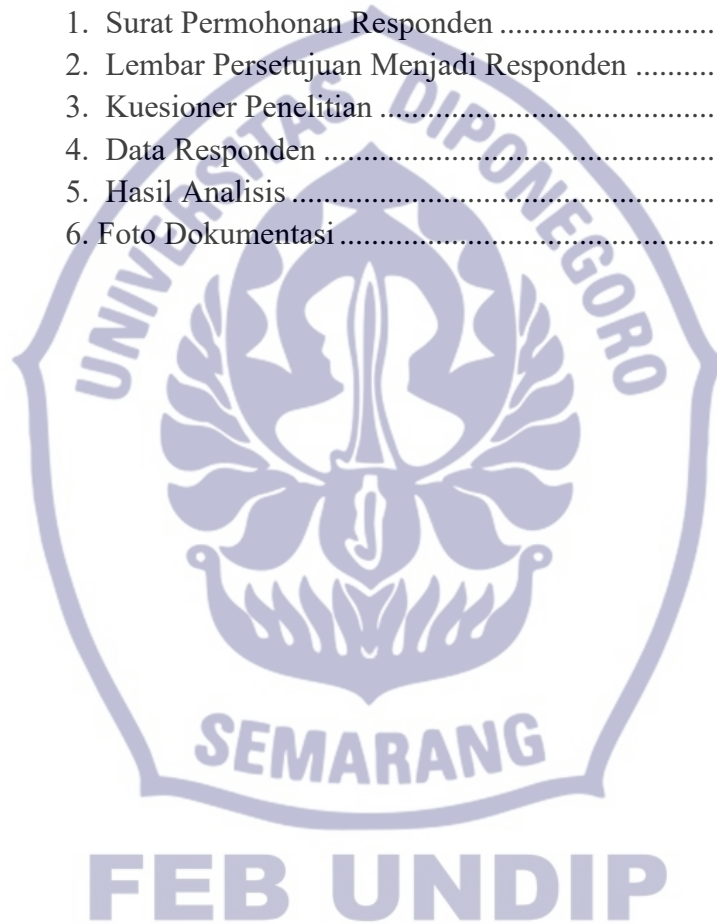 1. Surat Permohonan Responden ............................
2. Lembar Persetujuan Menjadi Responden ..........
3. Kuesioner Penelitian ...........................................
4. Data Responden ..................................................
5. Hasil Analisis .......................................................
6. Foto Dokumentasi ................................................
UNIVERSITAS DIPONEGORO
SEMARANG
FEB UNDIP